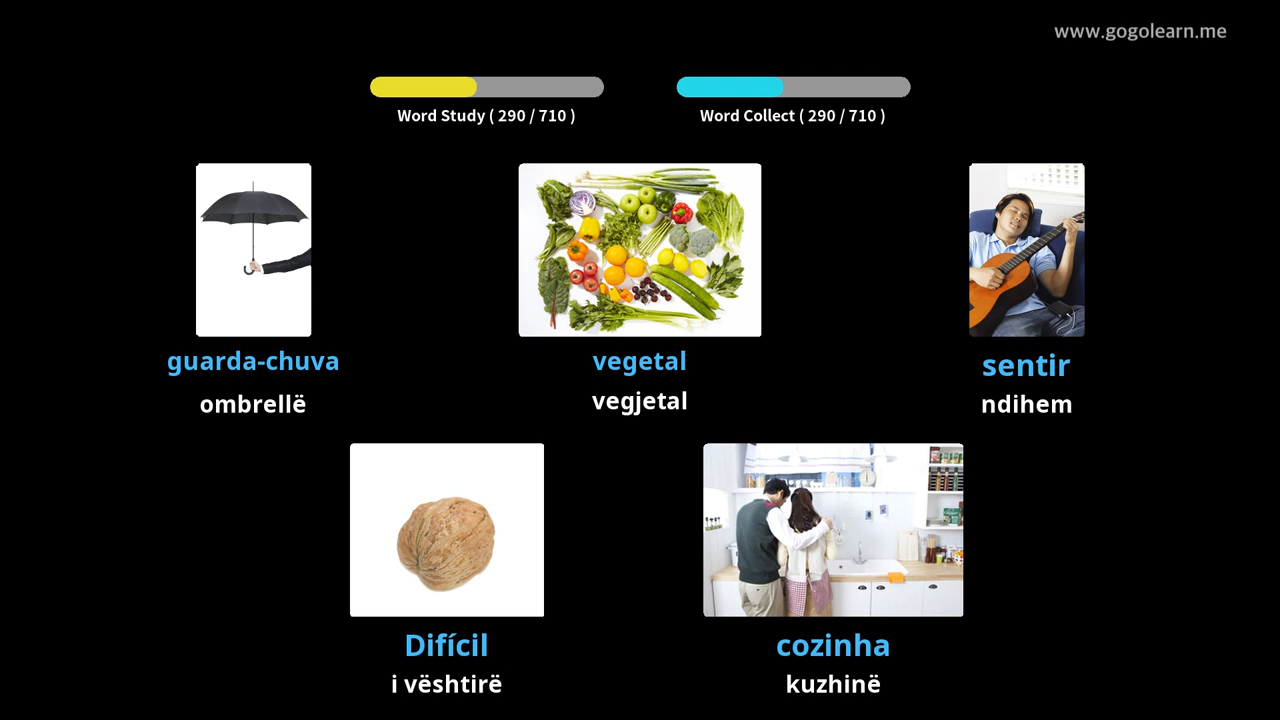 www.gogolearn.me
Word Study ( 290 / 710 )
Word Collect ( 290 / 710 )
guarda-chuva
ombrellë
vegetal
vegjetal
sentir
ndihem
Difícil
i vështirë
cozinha
kuzhinë